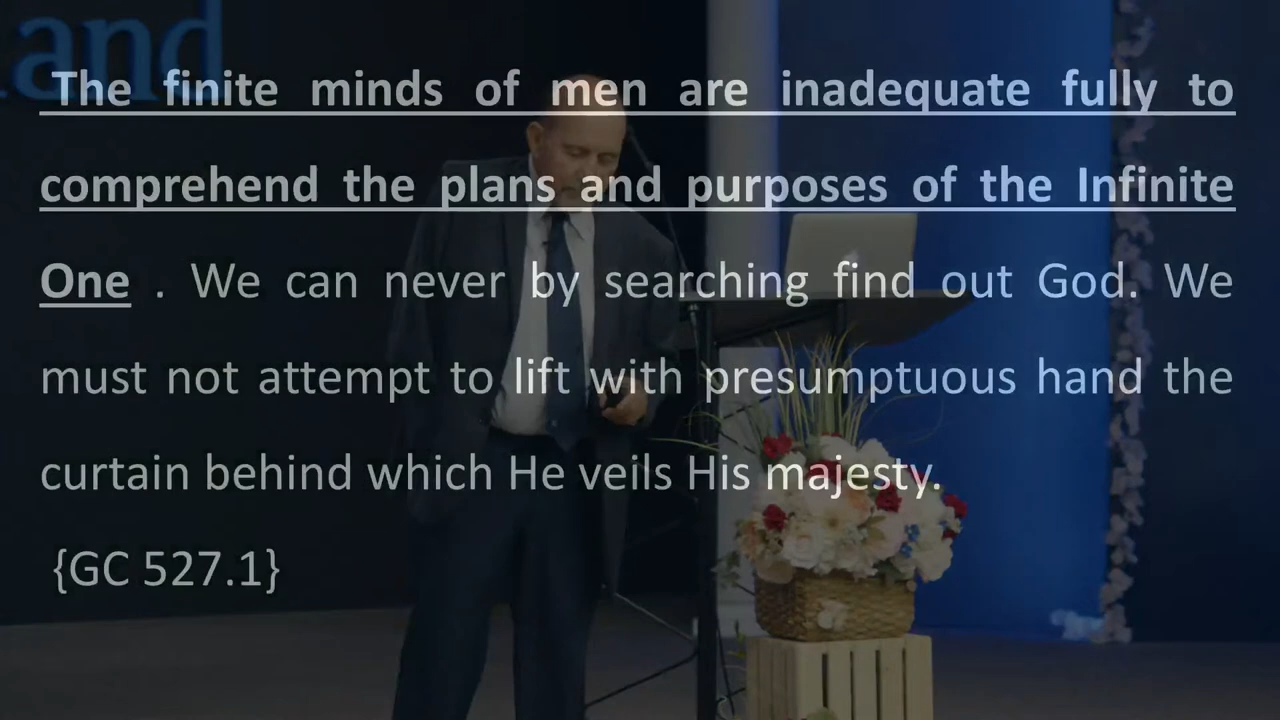 and
The finite minds of men are inadequate fully to
comprehend the plans and purposes of the Infinite
One . We can never by searching find out God. We
must not attempt to lift with presumptuous hand the
curtain behind which He veils His majesty.
{GC 527.1}